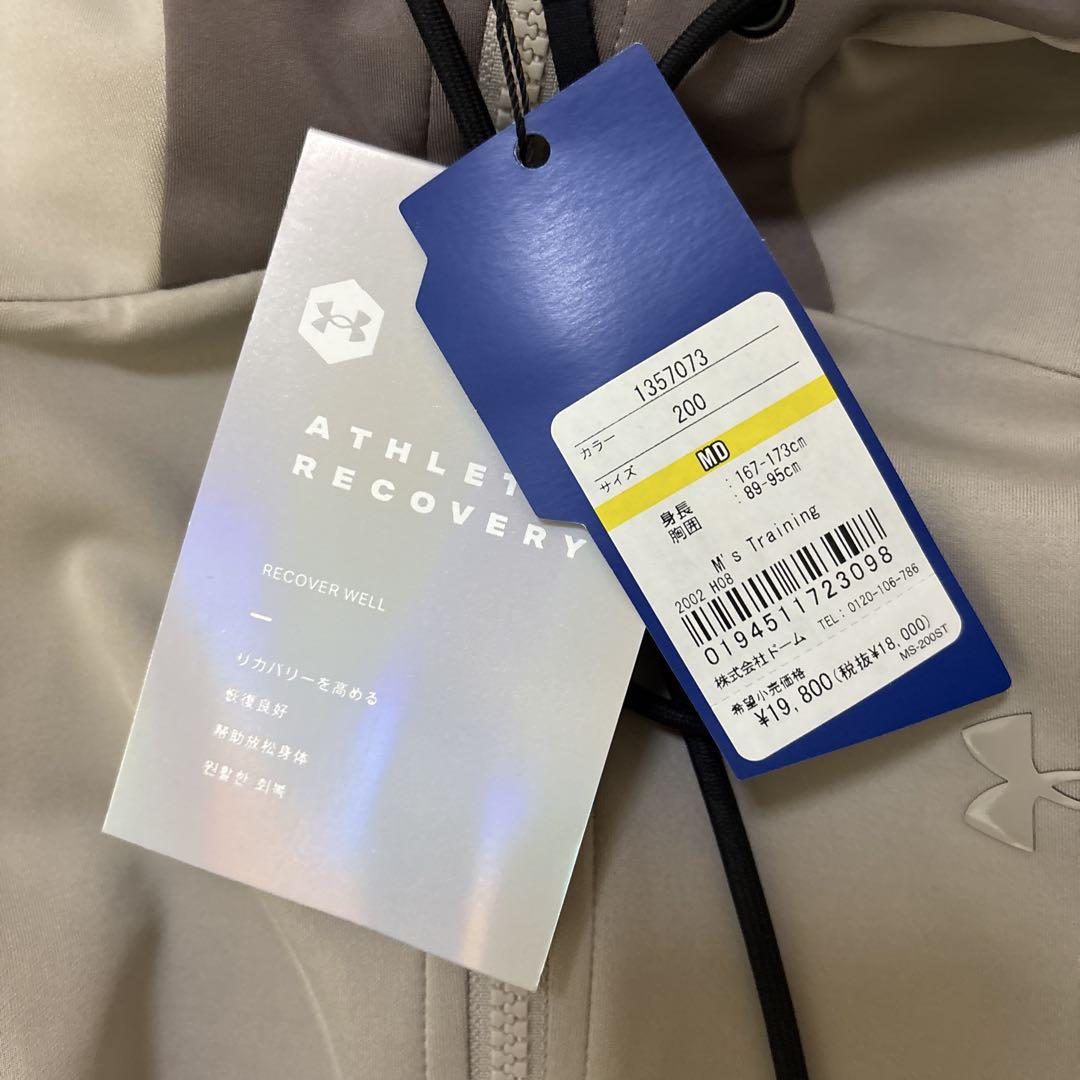 ATHLET
RECOVERY
RECOVER WELL
リカバリーを高める
恢復良好
帮助放松身体
원활한 회복
1357073
カラー 200
サイズ MD
身長 : 167-173cm
胸囲 : 89-95cm
M's Training
2002 H08
0194511723098
株式会社ドーム TEL: 0120-106-786
希望小売価格
¥19,800(税抜¥18,000)
MS-200ST